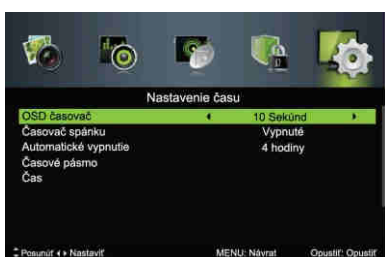 Nastavenie času
OSD časovač 10 Sekúnd
Časovač spánku Vypnuté
Automatické vypnutie 4 hodiny
Časové pásmo
Čas
Posunúť Nastaviť MENU: Návrat Opustiť: Opustiť